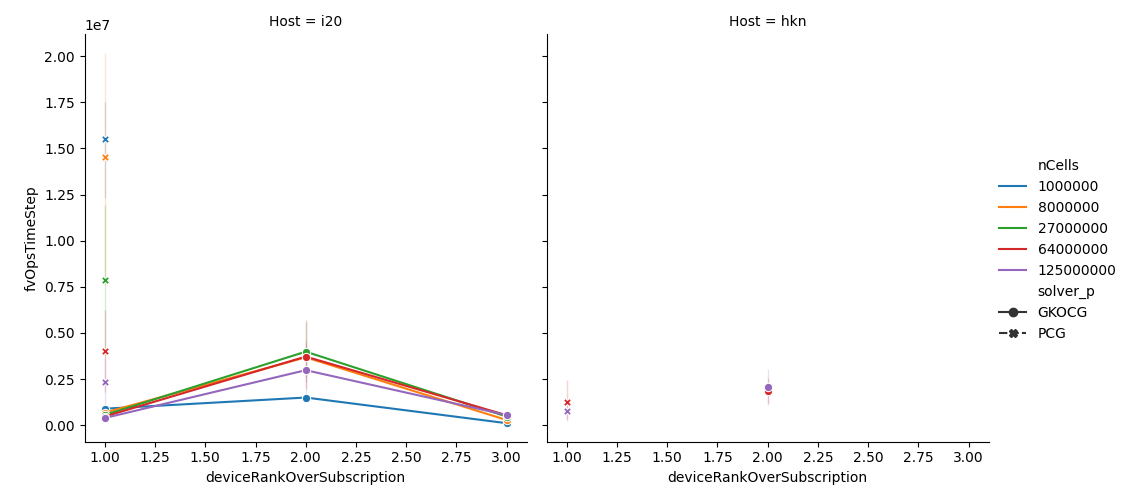 Host = i20
Host = hkn
1e7
2.00
1.75
1.50
1.25
1.00
0.75
0.50
0.25
0.00
fvOpsTimeStep
1.00 1.25 1.50 1.75 2.00 2.25 2.50 2.75 3.00
deviceRankOverSubscription
1.00 1.25 1.50 1.75 2.00 2.25 2.50 2.75 3.00
deviceRankOverSubscription
nCells
1000000
8000000
27000000
64000000
125000000
solver_p
GKOCG
PCG